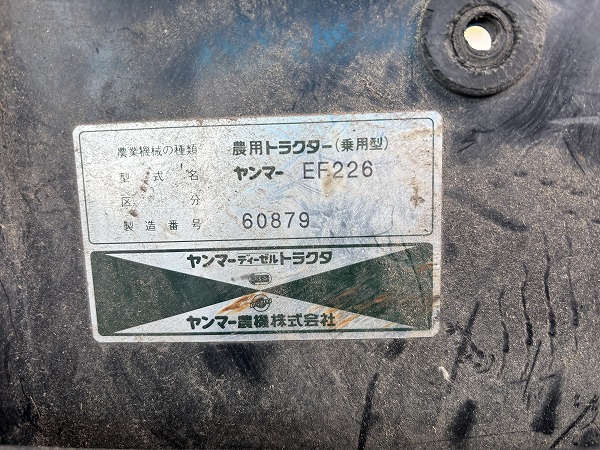 農業機械の種類 農用トラクター(乗用型)
型式名 ヤンマー EF226
区分
製造番号 60879
ヤンマーディーゼルトラクタ
ヤンマー農機株式会社